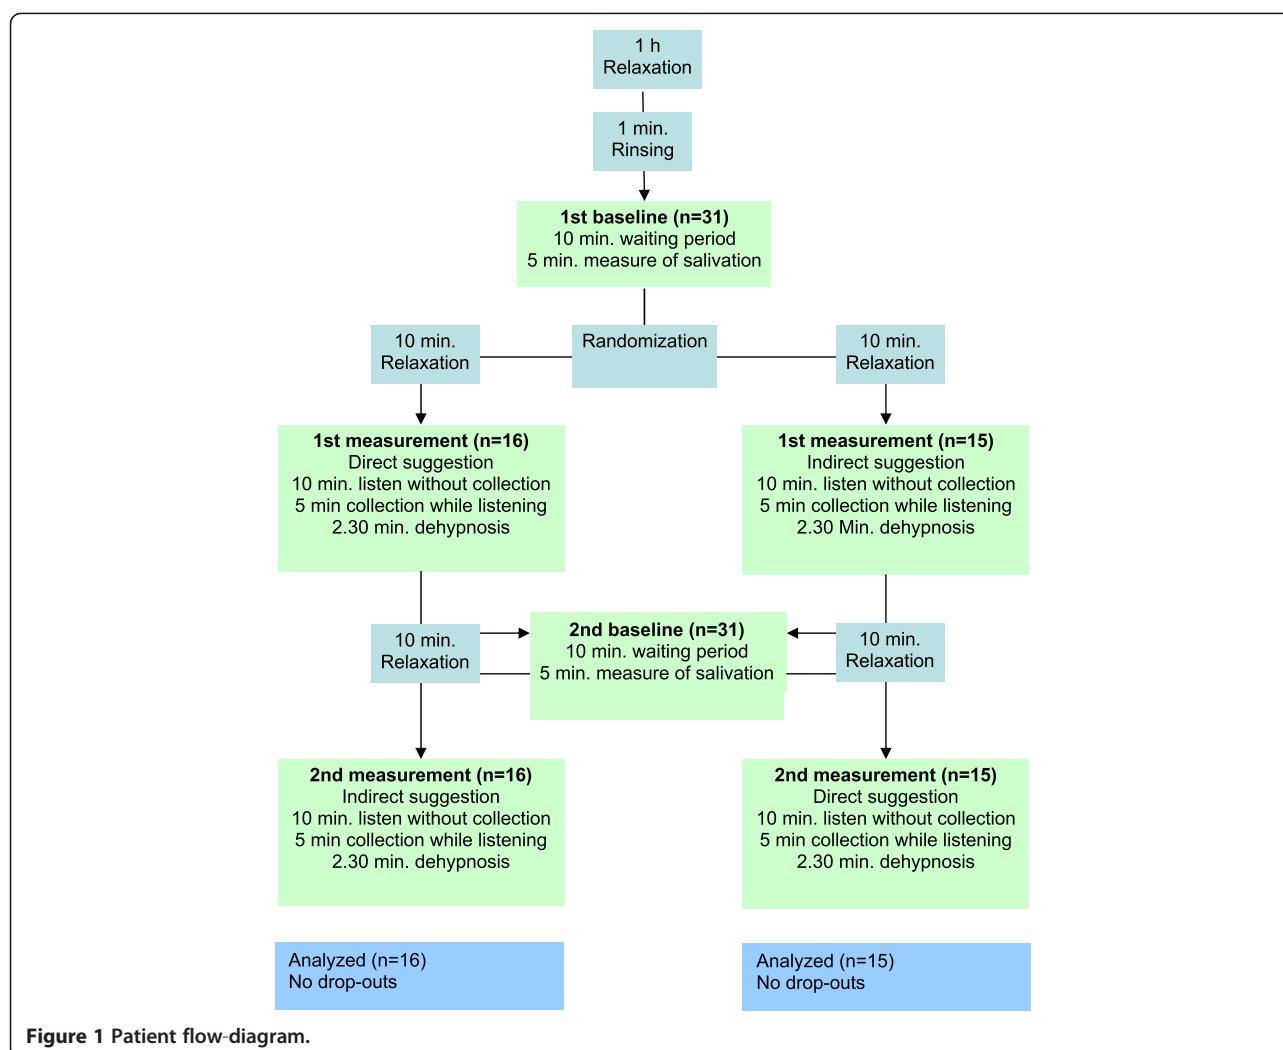 1 h
Relaxation
1 min.
Rinsing
1st baseline (n=31)
10 min. waiting period
5 min. measure of salivation
Randomization
10 min.
Relaxation
10 min.
Relaxation
1st measurement (n=16)
Direct suggestion
10 min. listen without collection
5 min collection while listening
2.30 min. dehypnosis
1st measurement (n=15)
Indirect suggestion
10 min. listen without collection
5 min collection while listening
2.30 Min. dehypnosis
10 min.
Relaxation
2nd baseline (n=31)
10 min. waiting period
5 min. measure of salivation
10 min.
Relaxation
2nd measurement (n=16)
Indirect suggestion
10 min. listen without collection
5 min collection while listening
2.30 min. dehypnosis
2nd measurement (n=15)
Direct suggestion
10 min. listen without collection
5 min collection while listening
2.30 min. dehypnosis
Analyzed (n=16)
No drop-outs
Analyzed (n=15)
No drop-outs
Figure 1 Patient flow-diagram.